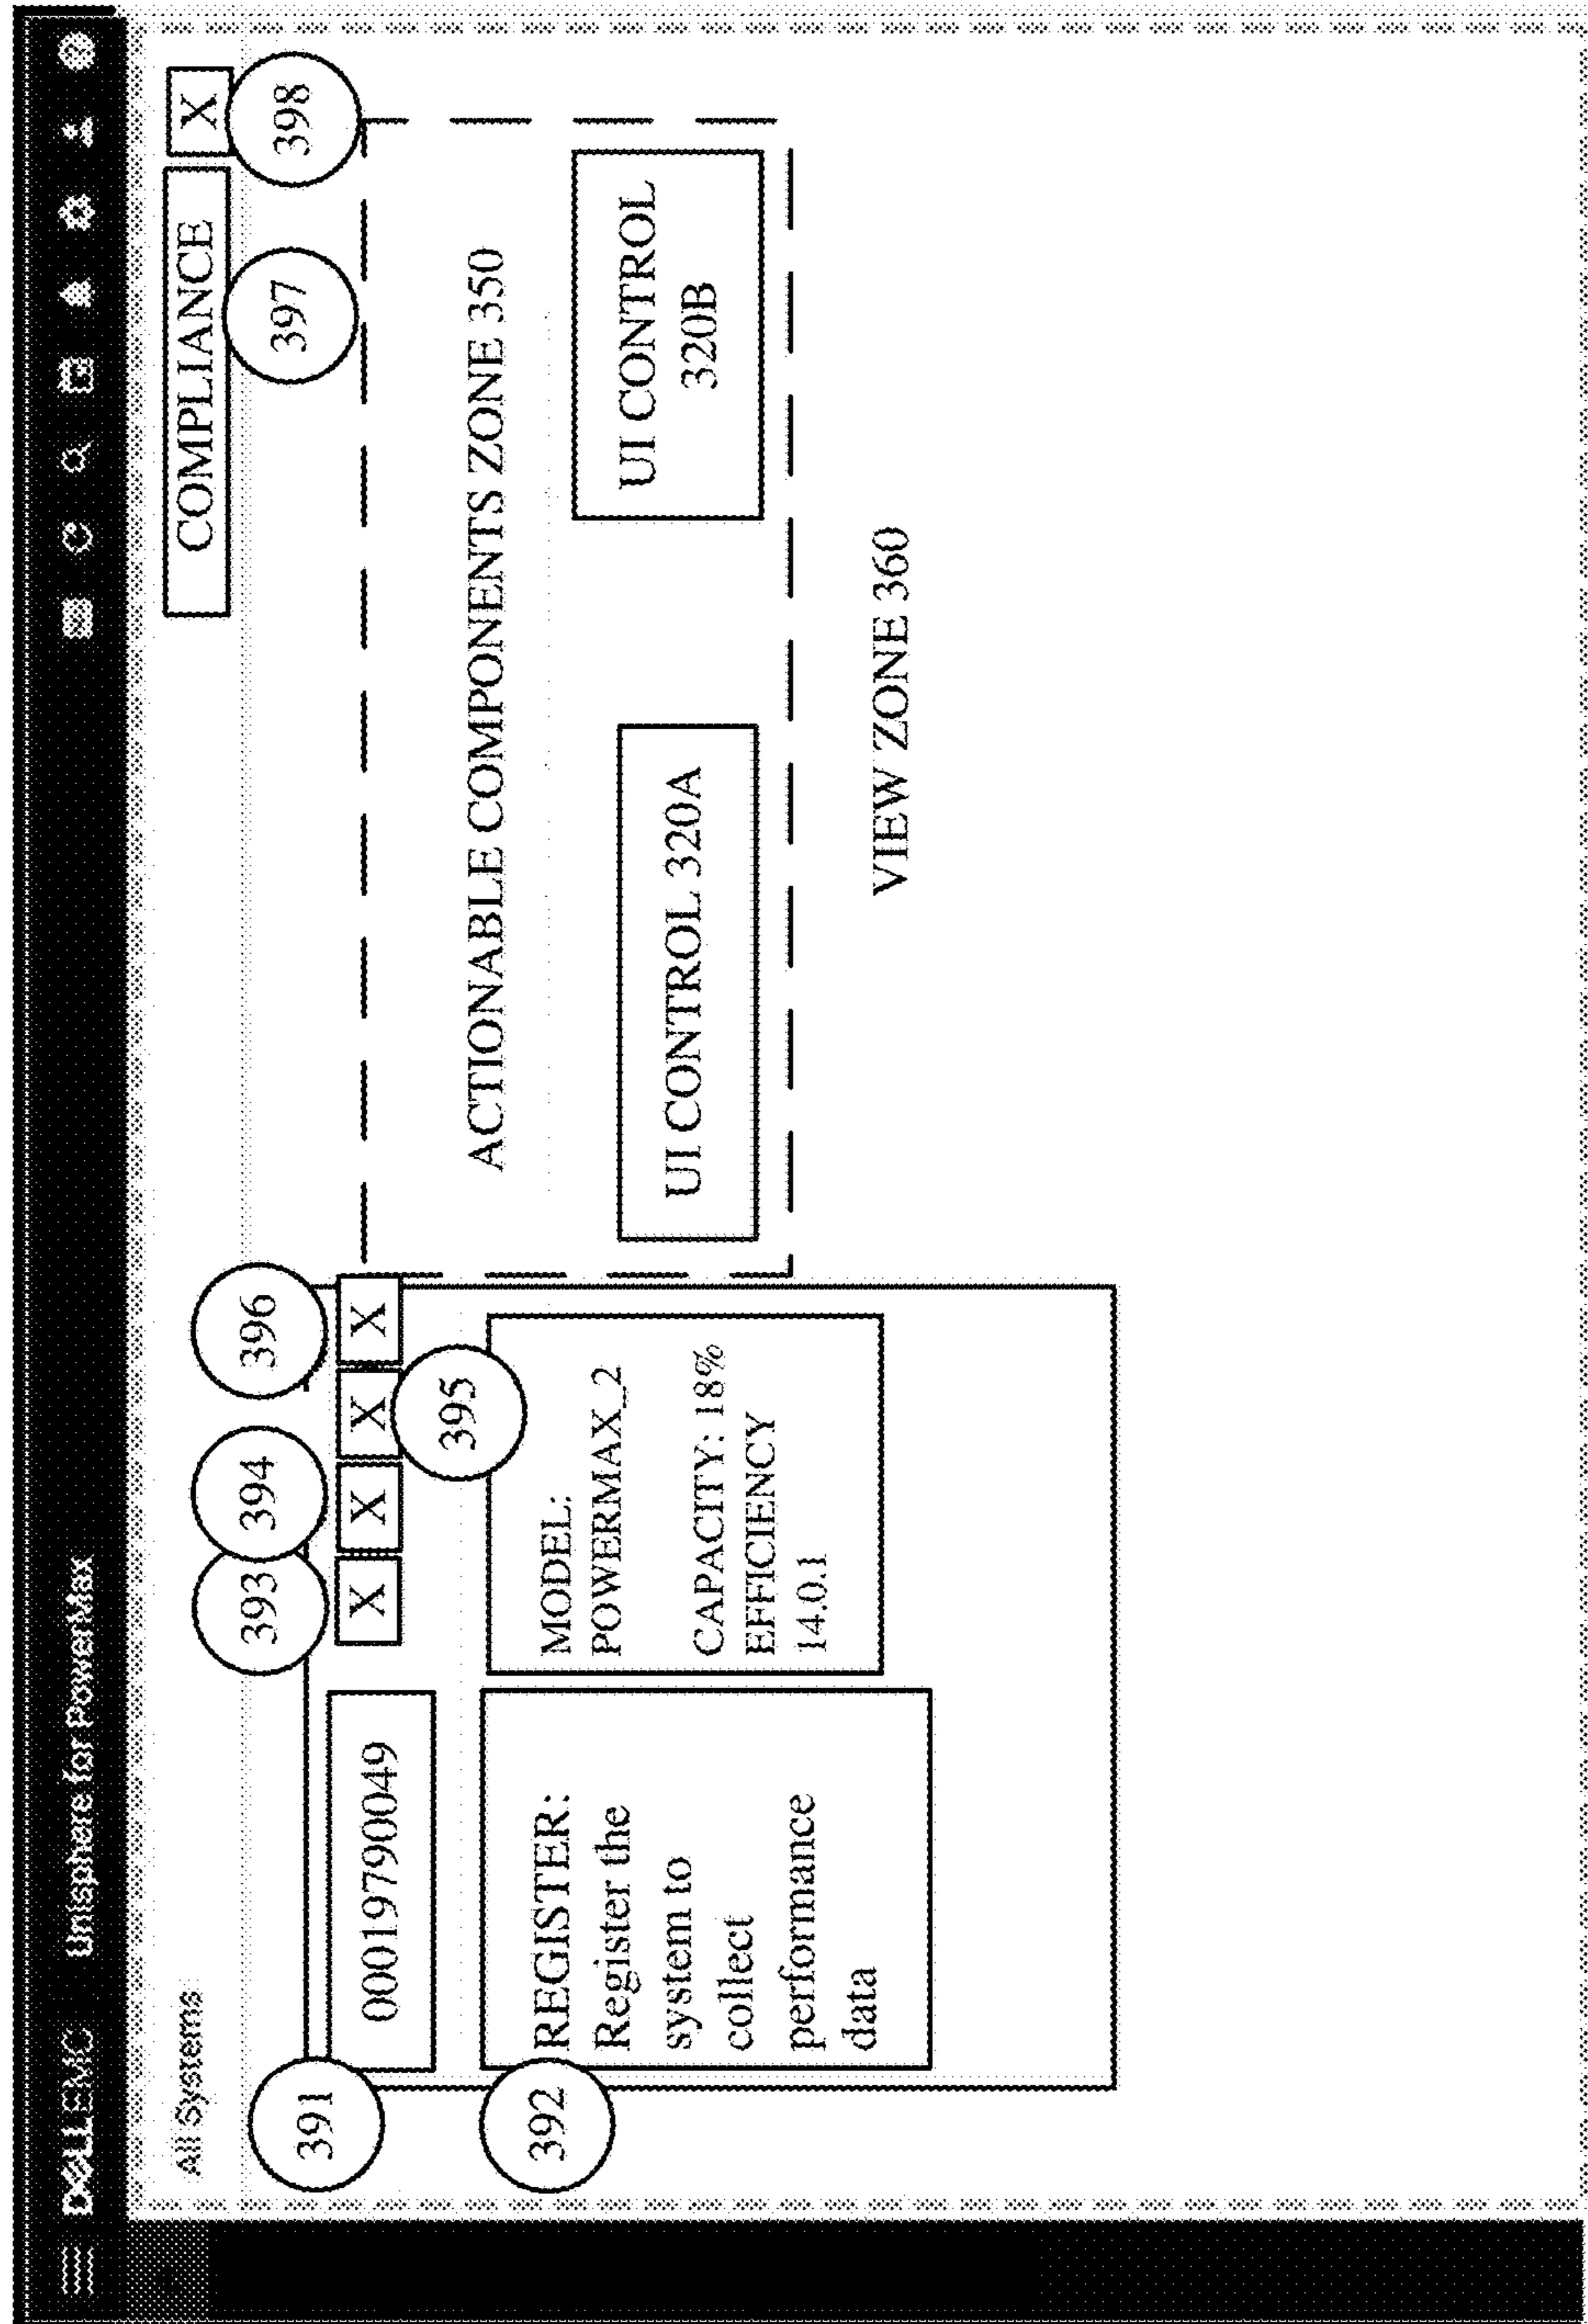 DELLEMC Unisphere for PowerMax
All Systems
COMPLIANCE
X
397
398
391
000197900049
393
394
395
396
X
X
X
X
392
REGISTER:
Register the
system to
collect
performance
data
MODEL:
POWERMAX_2
CAPACITY: 18%
EFFICIENCY
14.0.1
ACTIONABLE COMPONENTS ZONE 350
UI CONTROL 320A
UI CONTROL
320B
VIEW ZONE 360